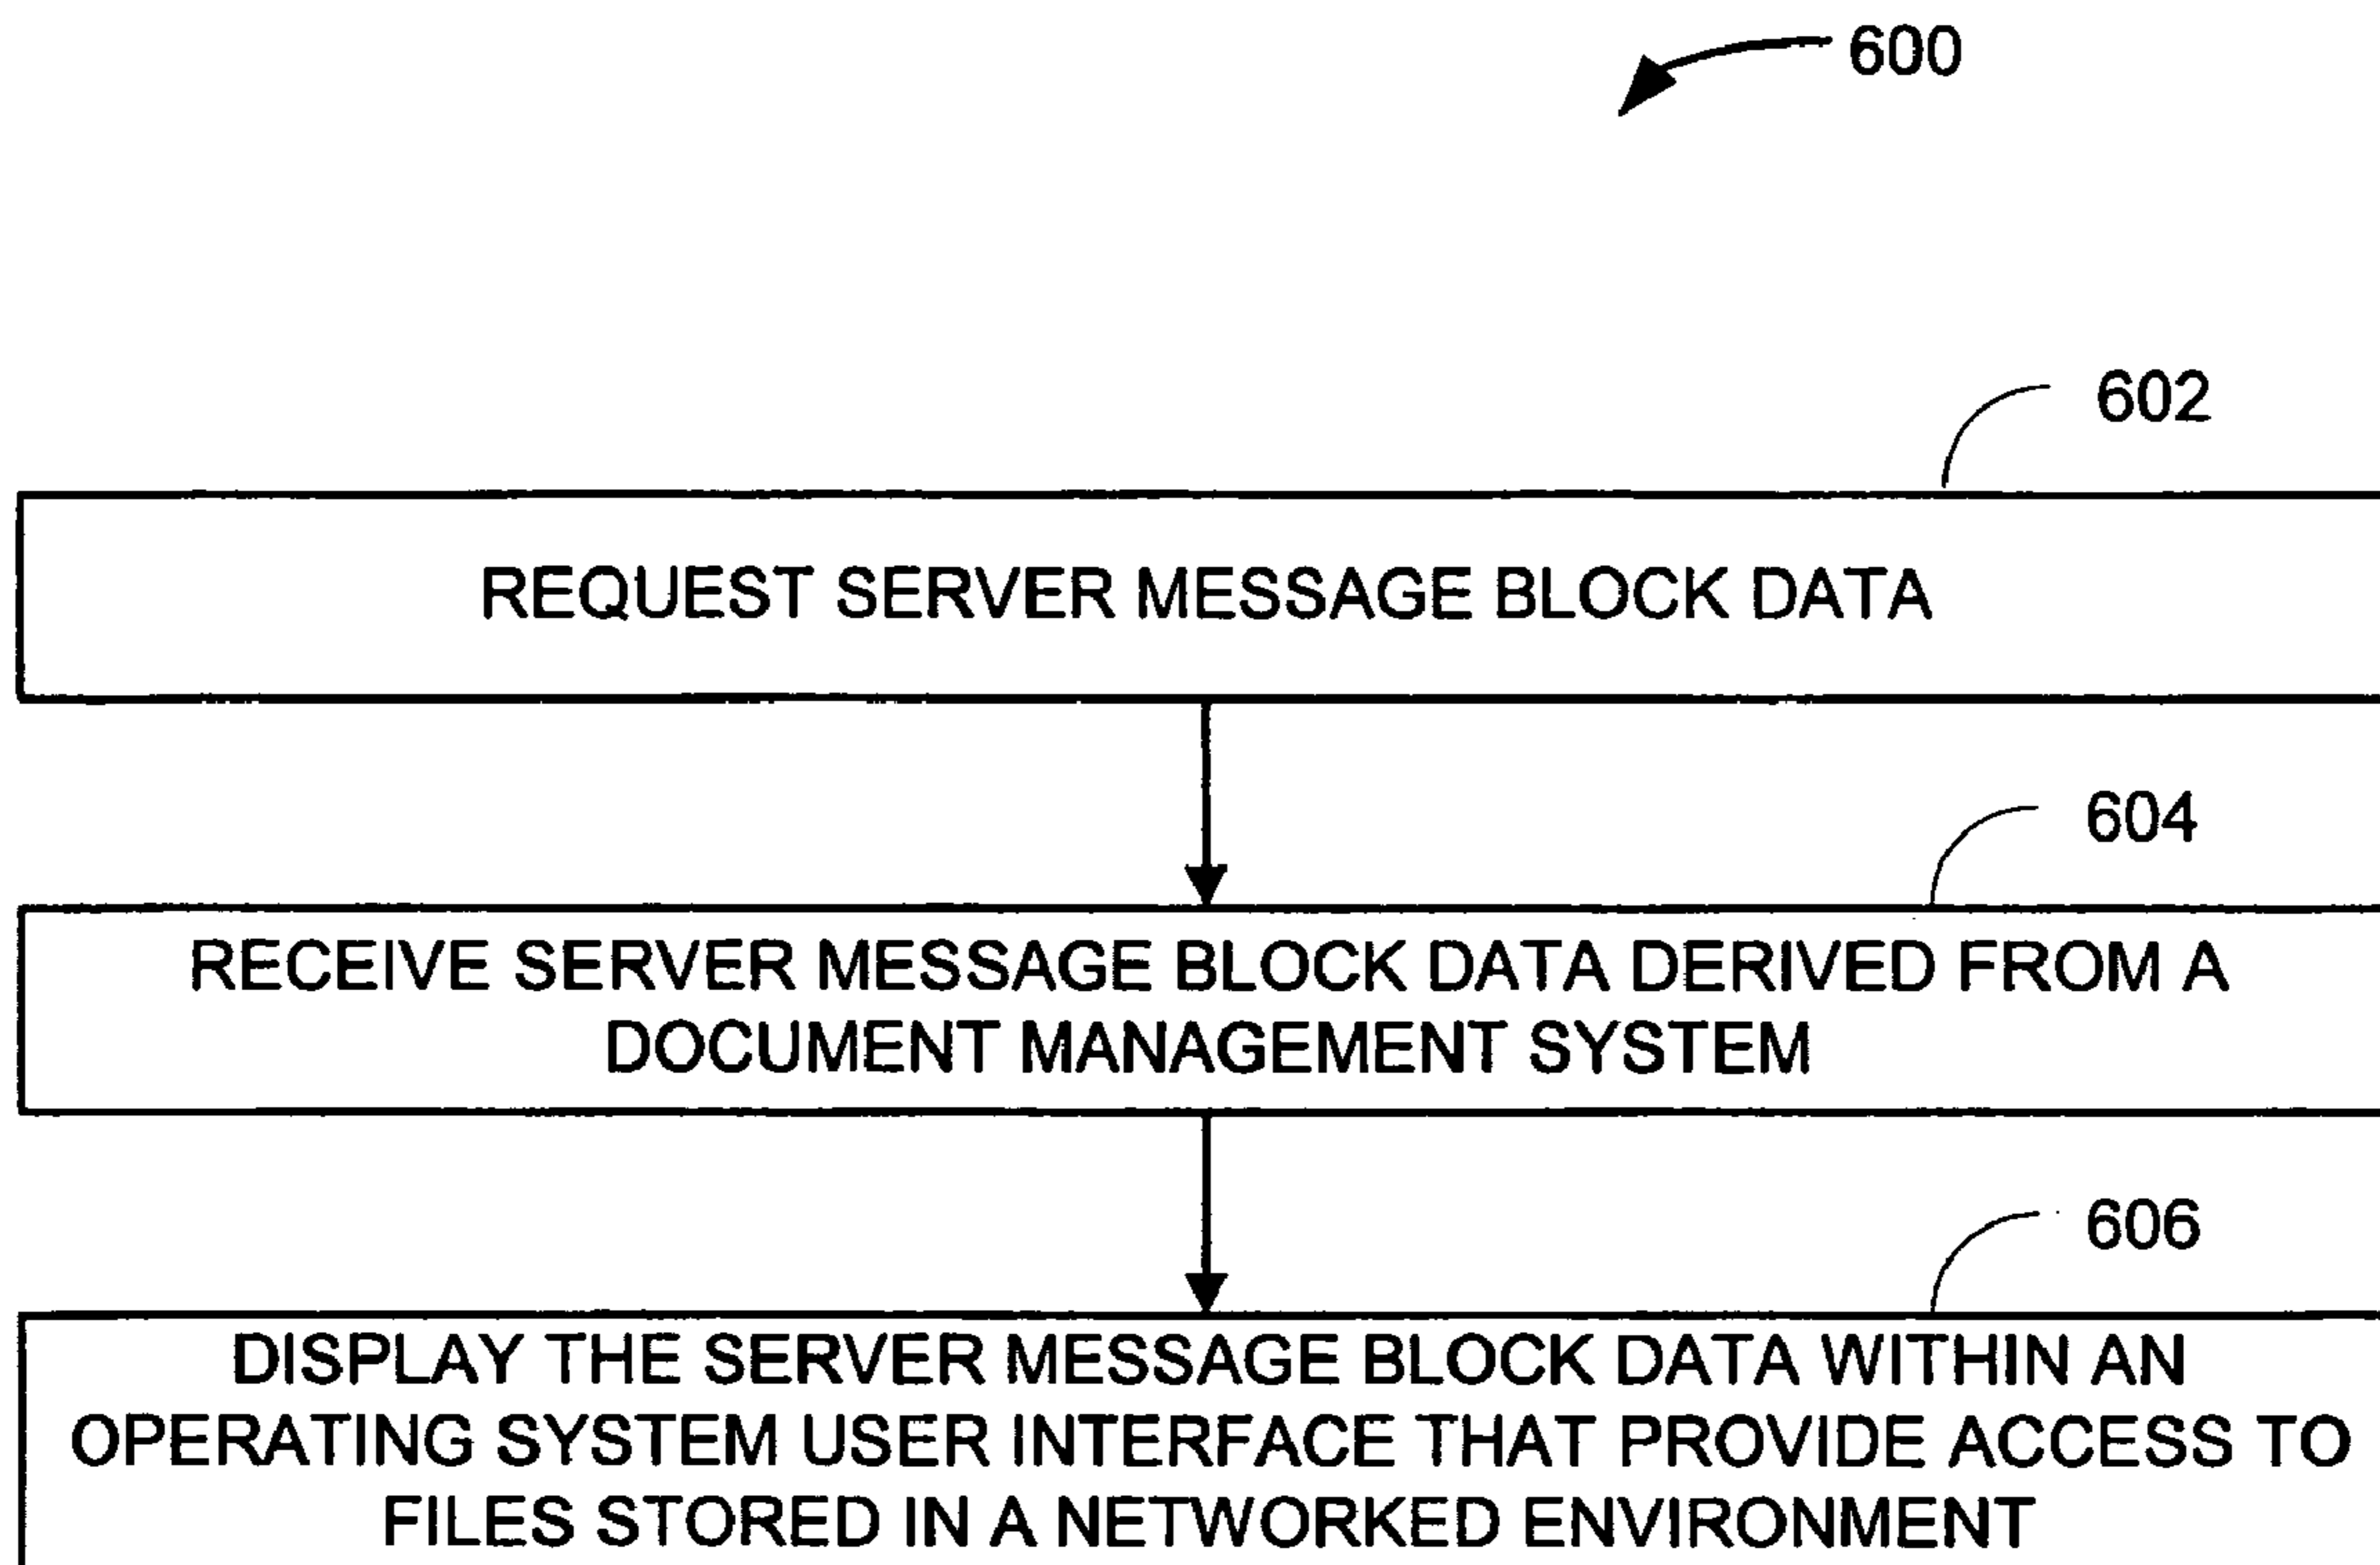 600
602
REQUEST SERVER MESSAGE BLOCK DATA
604
RECEIVE SERVER MESSAGE BLOCK DATA DERIVED FROM A
DOCUMENT MANAGEMENT SYSTEM
606
DISPLAY THE SERVER MESSAGE BLOCK DATA WITHIN AN
OPERATING SYSTEM USER INTERFACE THAT PROVIDE ACCESS TO
FILES STORED IN A NETWORKED ENVIRONMENT